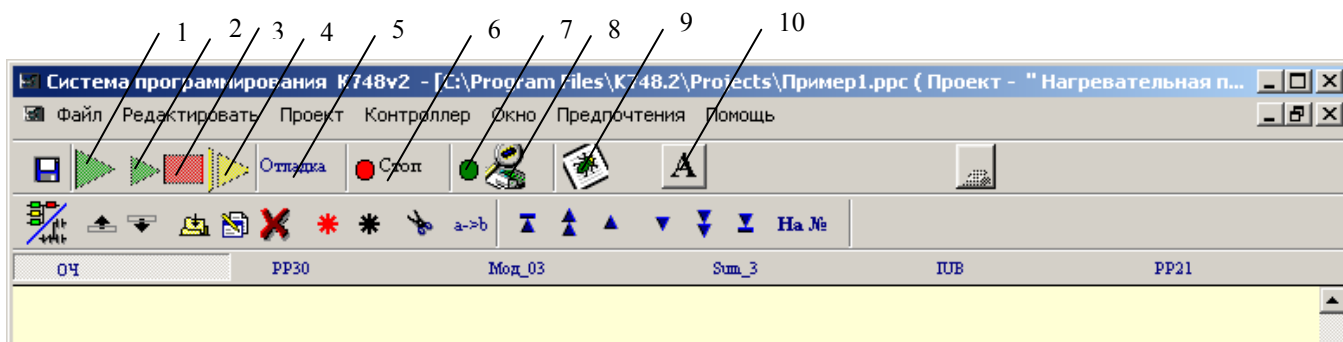 1 2 3 4 5 6 7 8 9 10
Система программирования К748v2 - [C:\Program Files\K748.2\Projects\Пример1.ppc ( Проект - " Нагревательная п...
Файл Редактировать Проект Контроллер Окно Предпочтения Помощь
Отладка Стоп A
a->b На №
ОЧ PP30 Мод_03 Sum_3 IUB PP21